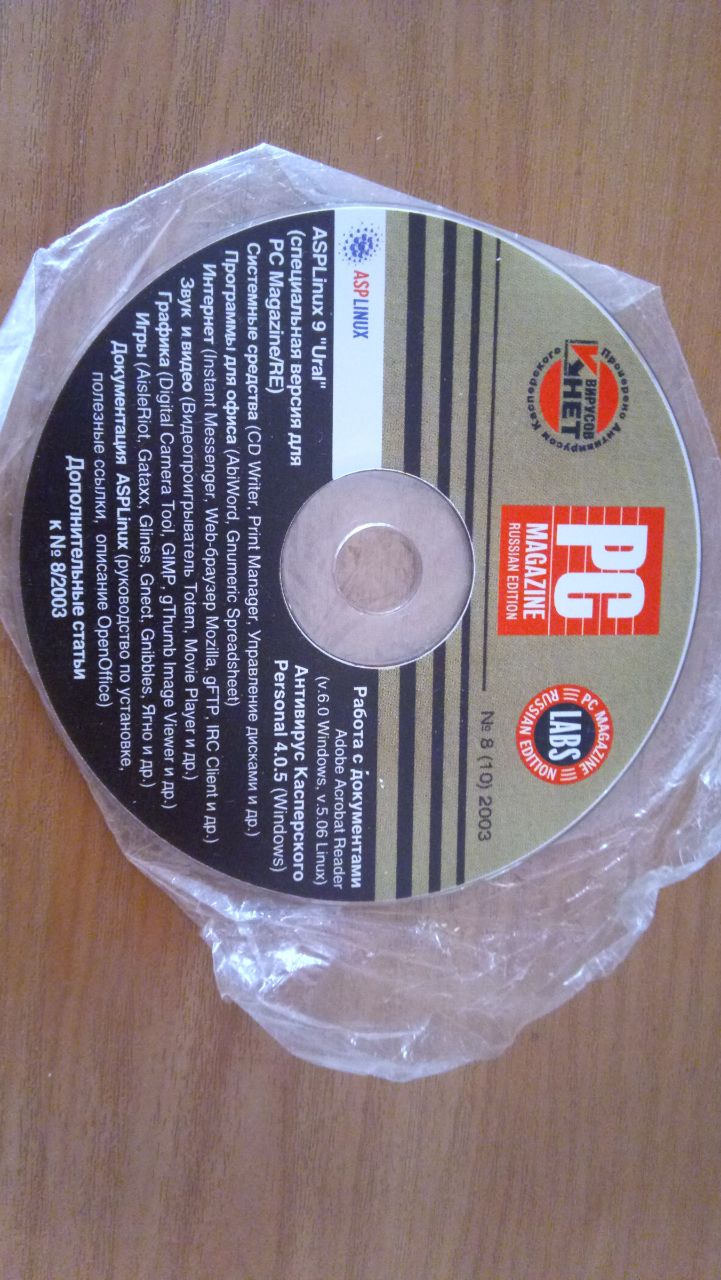 Проверено Антивирусом Касперского
ВИРУСОВ
НЕТ
PC
MAGAZINE
RUSSIAN EDITION
PC MAGAZINE
LABS
RUSSIAN EDITION
№ 8 (10) 2003
ASPLINUX
ASPLinux 9 "Ural"
(специальная версия для
PC Magazine/RE)
Работа с документами
Adobe Acrobat Reader
(v.6.0 Windows, v.5.06 Linux)
Антивирус Касперского
Personal 4.0.5 (Windows)
Системные средства (CD Writer, Print Manager, Управление дисками и др.)
Программы для офиса (AbiWord, Gnumeric Spreadsheet)
Интернет (Instant Messenger, Web-браузер Mozilla, gFTP, IRC Client и др.)
Звук и видео (Видеопроигрыватель Totem, Movie Player и др.)
Графика (Digital Camera Tool, GIMP, gThumb Image Viewer и др.)
Игры (AisleRiot, Gataxx, Glines, Gnect, Gnibbles, Ягно и др.)
Документация ASPLinux (руководство по установке,
полезные ссылки, описание OpenOffice)
Дополнительные статьи
к № 8/2003